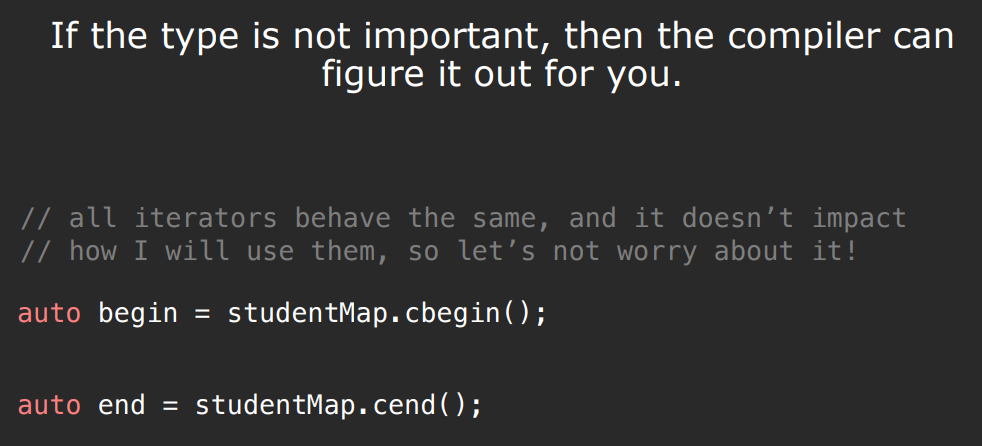 If the type is not important, then the compiler can
figure it out for you.
// all iterators behave the same, and it doesn’t impact
// how I will use them, so let’s not worry about it!
auto begin = studentMap.cbegin();
auto end = studentMap.cend();